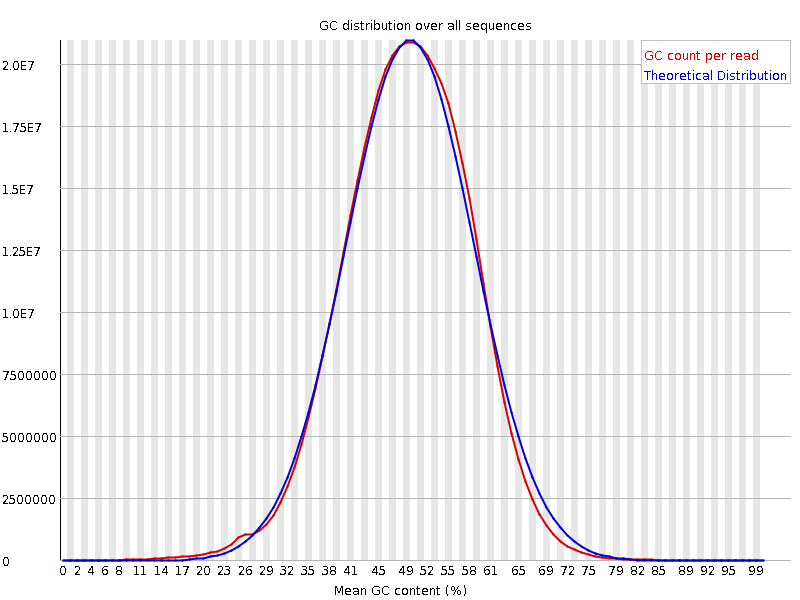 GC distribution over all sequences
GC count per read
Theoretical Distribution
2.0E7
1.75E7
1.5E7
1.25E7
1.0E7
7500000
5000000
2500000
0
0 2 4 6 8 11 14 17 20 23 26 29 32 35 38 41 45 49 52 55 58 61 65 69 72 75 79 82 85 89 92 95 99
Mean GC content (%)